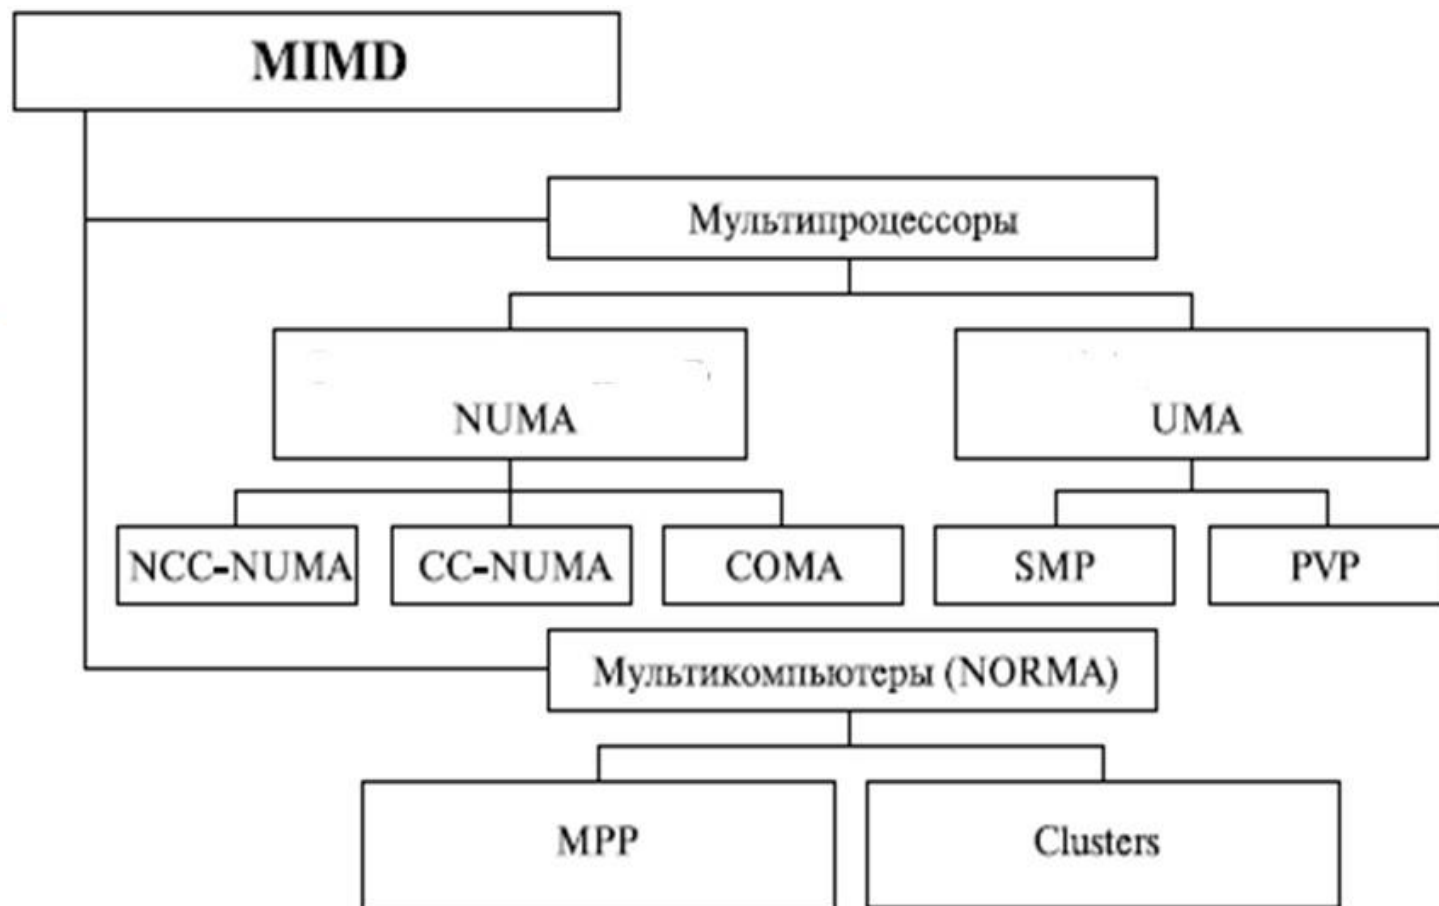 MIMD
Мультипроцессоры
NUMA
UMA
NCC-NUMA
CC-NUMA
COMA
SMP
PVP
Мультикомпьютеры (NORMA)
MPP
Clusters